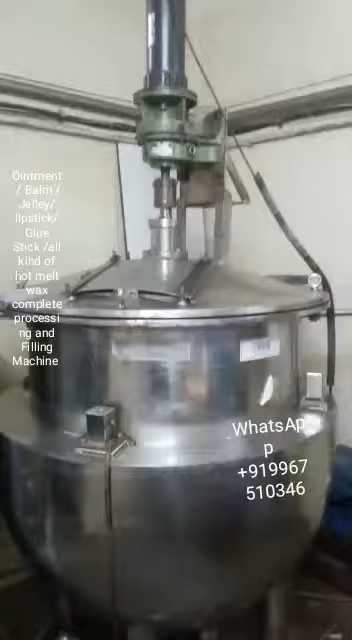 Ointment
/ Balm /
Jelley/
lipstick/
Glue
Stick /all
kind of
hot melt
wax
complete
processi
ng and
Filling
Machine
WhatsAp
p
+919967
510346